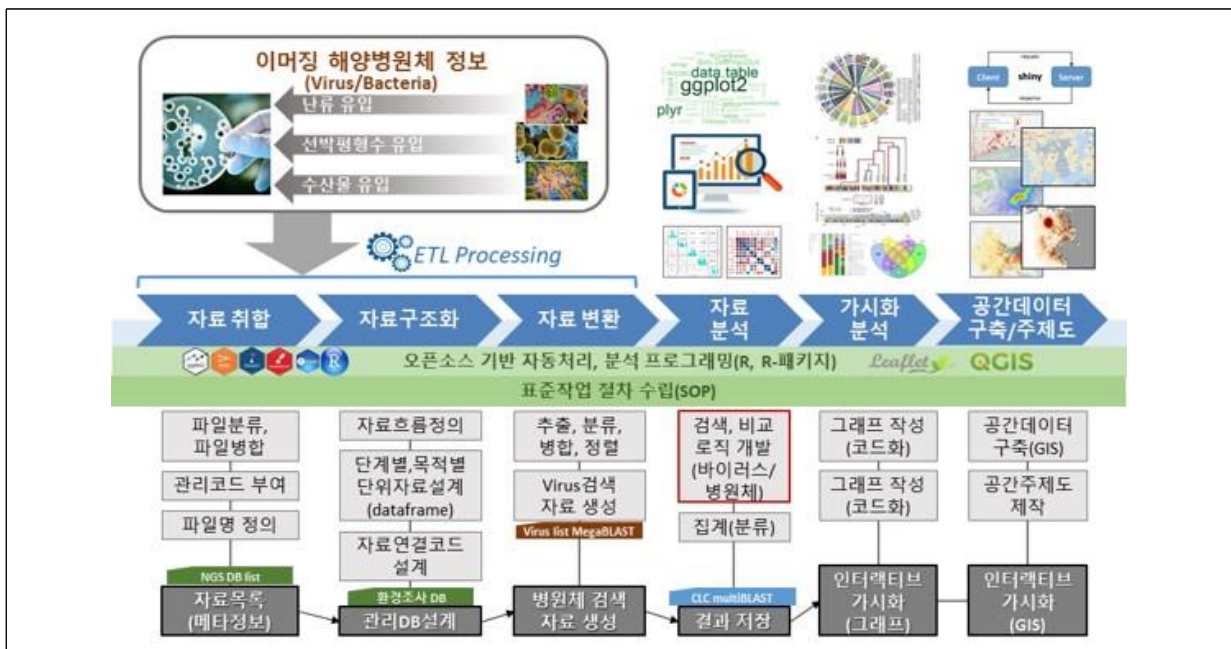 이머징 해양병원체 정보
(Virus/Bacteria)
난류 유입
선박평형수 유입
수산물 유입
ETL Processing
data.table
ggplot2
plyr
Client
shiny
Server
자료 취합
자료구조화
자료 변환
자료
분석
가시화
분석
공간데이터
구축/주제도
오픈소스 기반 자동처리, 분석 프로그래밍(R, R-패키지)
Leaflet
QGIS
표준작업 절차 수립(SOP)
파일분류,
파일병합
관리코드 부여
파일명 정의
NGS DB list
자료목록
(메타정보)
자료흐름정의
단계별,목적별
단위자료설계
(dataframe)
자료연결코드
설계
환경조사 DB
관리DB설계
추출, 분류,
병합, 정렬
Virus검색
자료 생성
Virus list MegaBLAST
병원체 검색
자료 생성
검색, 비교
로직 개발
(바이러스/
병원체)
집계(분류)
CLC multiBLAST
결과 저장
그래프 작성
(코드화)
그래프 작성
(코드화)
인터랙티브
가시화
(그래프)
공간데이터
구축(GIS)
공간주제도
제작
인터랙티브
가시화
(GIS)